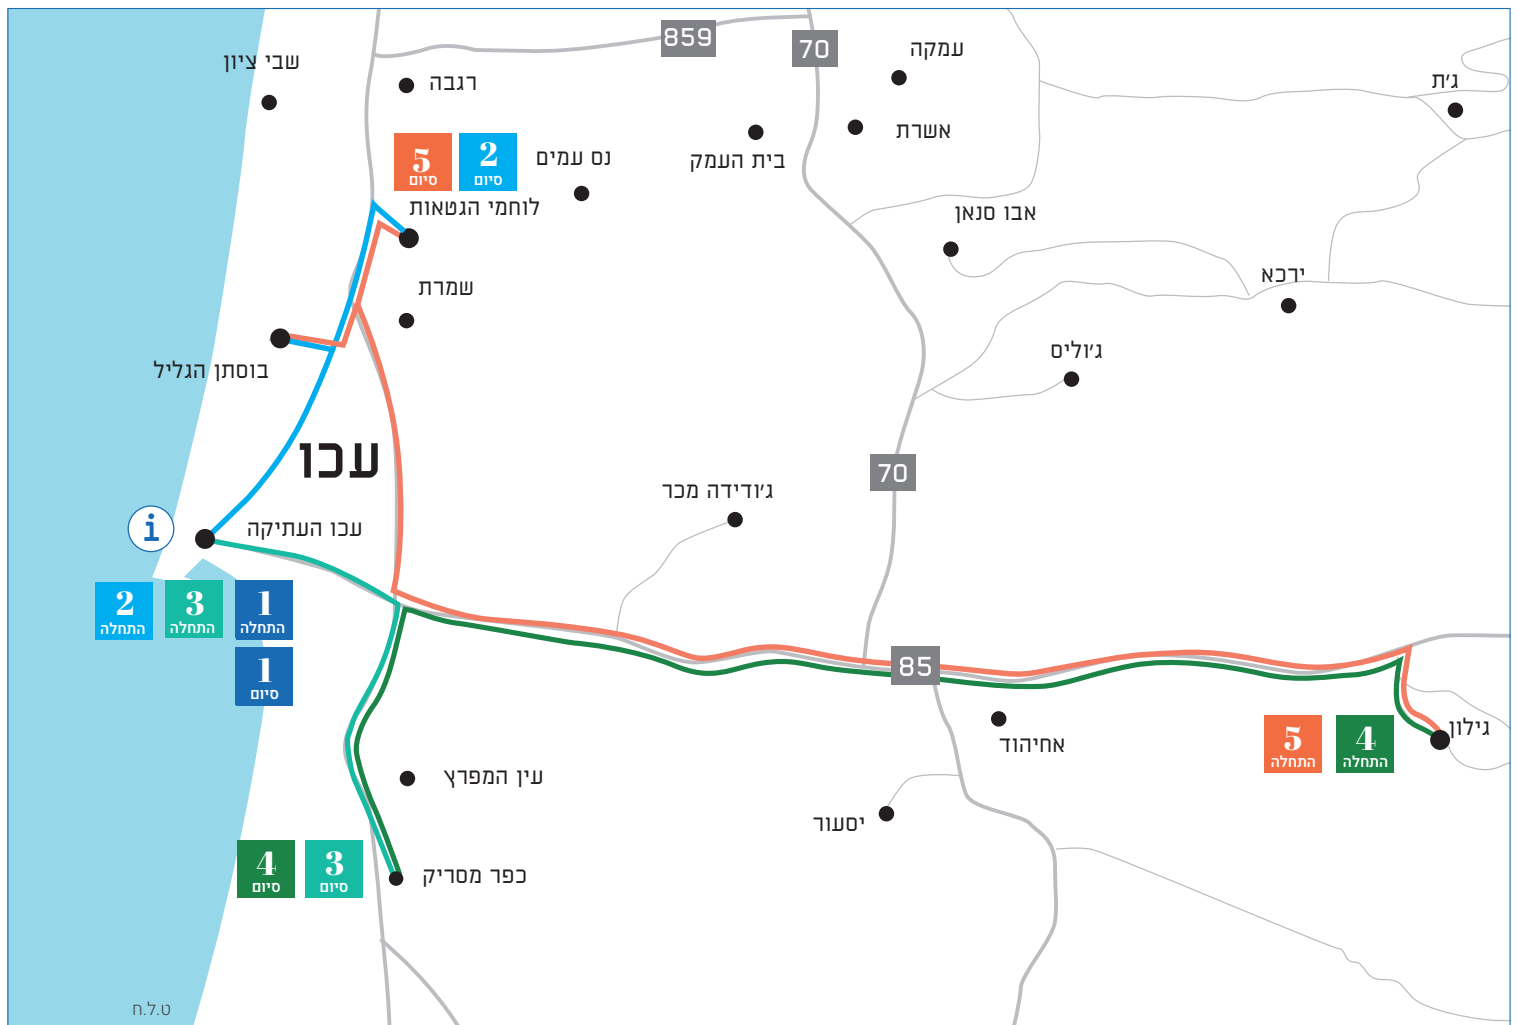 859
70
עמקה
שבי ציון
רגבה
ג'ת
אשרת
נס עמים
בית העמק
5
סיום
2
סיום
לוחמי הגטאות
אבו סנאן
ירכא
שמרת
ג'וליס
בוסתן הגליל
עכו
70
ג'ודידה מכר
i
עכו העתיקה
2
התחלה
3
התחלה
1
התחלה
1
סיום
85
אחיהוד
גילון
5
התחלה
4
התחלה
עין המפרץ
יסעור
4
סיום
3
סיום
כפר מסריק
ט.ל.ח